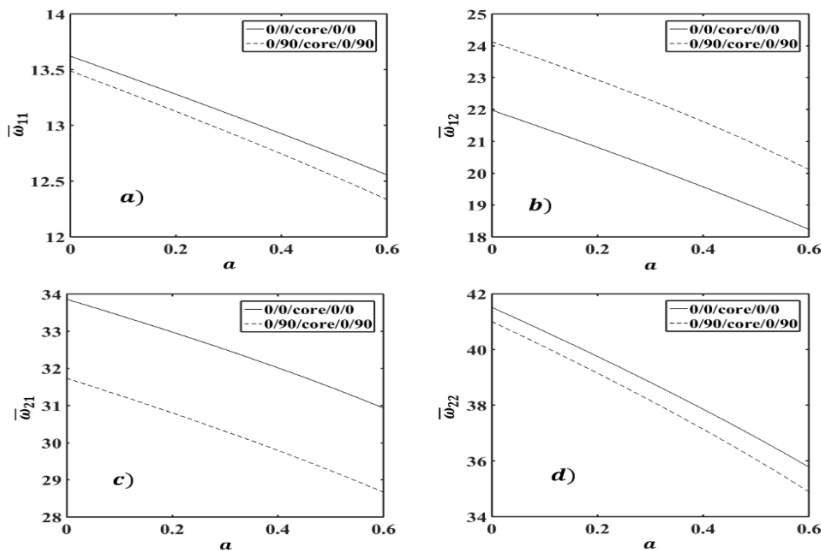 14
13.5
13
12.5
12
ω̄₁₁
0/0/core/0/0
0/90/core/0/90
a)
0 0.2 0.4 0.6
a
25
24
23
22
21
20
19
18
ω̄₁₂
0/0/core/0/0
0/90/core/0/90
b)
0 0.2 0.4 0.6
a
34
33
32
31
30
29
28
ω̄₂₁
0/0/core/0/0
0/90/core/0/90
c)
0 0.2 0.4 0.6
a
42
40
38
36
34
ω̄₂₂
0/0/core/0/0
0/90/core/0/90
d)
0 0.2 0.4 0.6
a